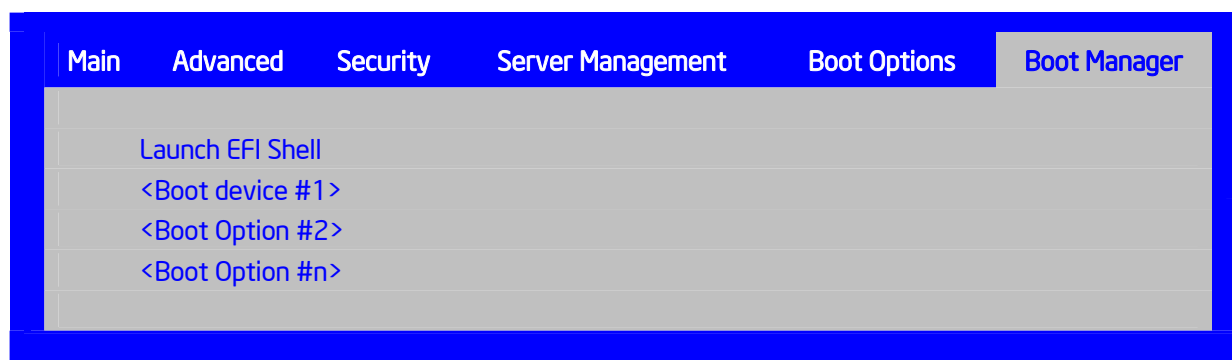 Main Advanced Security Server Management Boot Options Boot Manager
Launch EFI Shell
<Boot device #1>
<Boot Option #2>
<Boot Option #n>